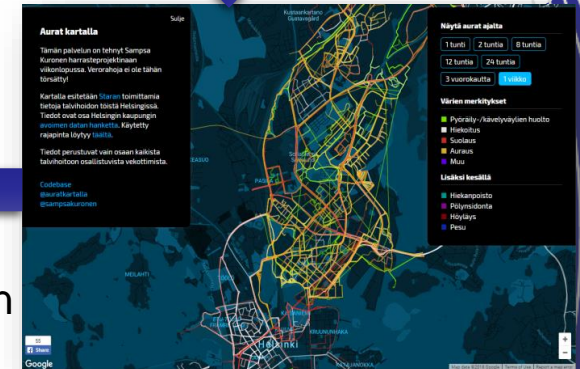 Sulje
Aurat kartalla
Tämän palvelun on tehnyt Sampsa
Kuronen harrasteprojektinaan
viikonlopussa. Verorahoja ei ole tähän
törsätty!
Kartalla esitetään Staran toimittamia
tietoja talvihoidon töistä Helsingissä.
Tiedot ovat osa Helsingin kaupungin
avoimen datan hanketta. Käytetty
rajapinta löytyy täältä.
Tiedot perustuvat vain osaan kaikista
talvihoitoon osallistuvista vekottimista.
Codebase
@auratkartalla
@sampsakuronen
Näytä aurat ajalta
1 tunti 2 tuntia 8 tuntia
12 tuntia 24 tuntia
3 vuorokautta 1 viikko
Värien merkitykset
Pyöräily-/kävelyväylien huolto
Hiekoitus
Suolaus
Auraus
Muu
Lisäksi kesällä
Hiekanpoisto
Pölynsidonta
Höyläys
Pesu
MEILAHTI
KRUUNUNHAKA
Helsinki
n
33
Share
Google
+
−